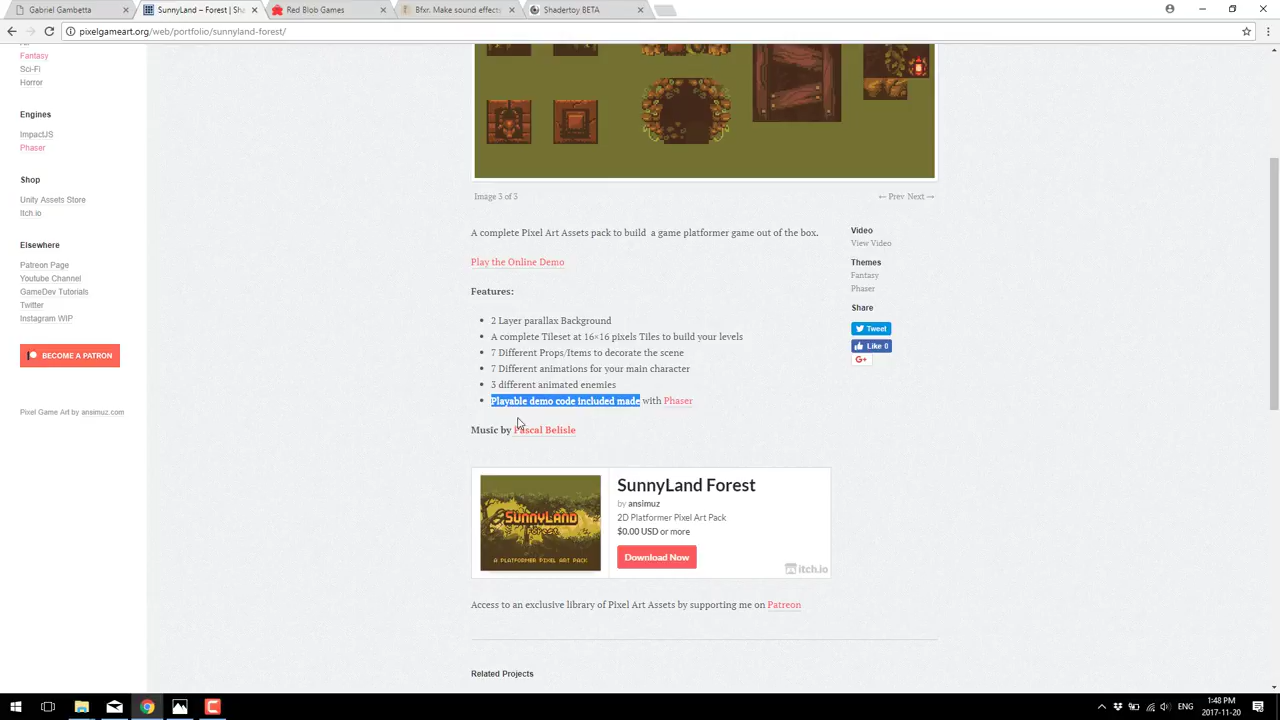 Gabriel Gambetta
SunnyLand – Forest | Sha
Red Blob Games
Bfxr. Make sound effects
Shadertoy BETA
pixelgameart.org/web/portfolio/sunnyland-forest/
Fantasy
Sci-Fi
Horror
Engines
ImpactJS
Phaser
Shop
Unity Assets Store
Itch.io
Elsewhere
Patreon Page
Youtube Channel
GameDev Tutorials
Twitter
Instagram WIP
BECOME A PATRON
Pixel Game Art by ansimuz.com
Image 3 of 3
← Prev Next →
A complete Pixel Art Assets pack to build a game platformer game out of the box.
Play the Online Demo
Features:
2 Layer parallax Background
A complete Tileset at 16×16 pixels Tiles to build your levels
7 Different Props/Items to decorate the scene
7 Different animations for your main character
3 different animated enemies
Playable demo code included made with Phaser
Music by Pascal Belisle
Video
View Video
Themes
Fantasy
Phaser
Share
Tweet
Like 0
G+
SUNNYLAND
Forest
A PLATFORMER PIXEL ART PACK
SunnyLand Forest
by ansimuz
2D Platformer Pixel Art Pack
$0.00 USD or more
Download Now
itch.io
Access to an exclusive library of Pixel Art Assets by supporting me on Patreon
Related Projects
ENG
1:48 PM
2017-11-20